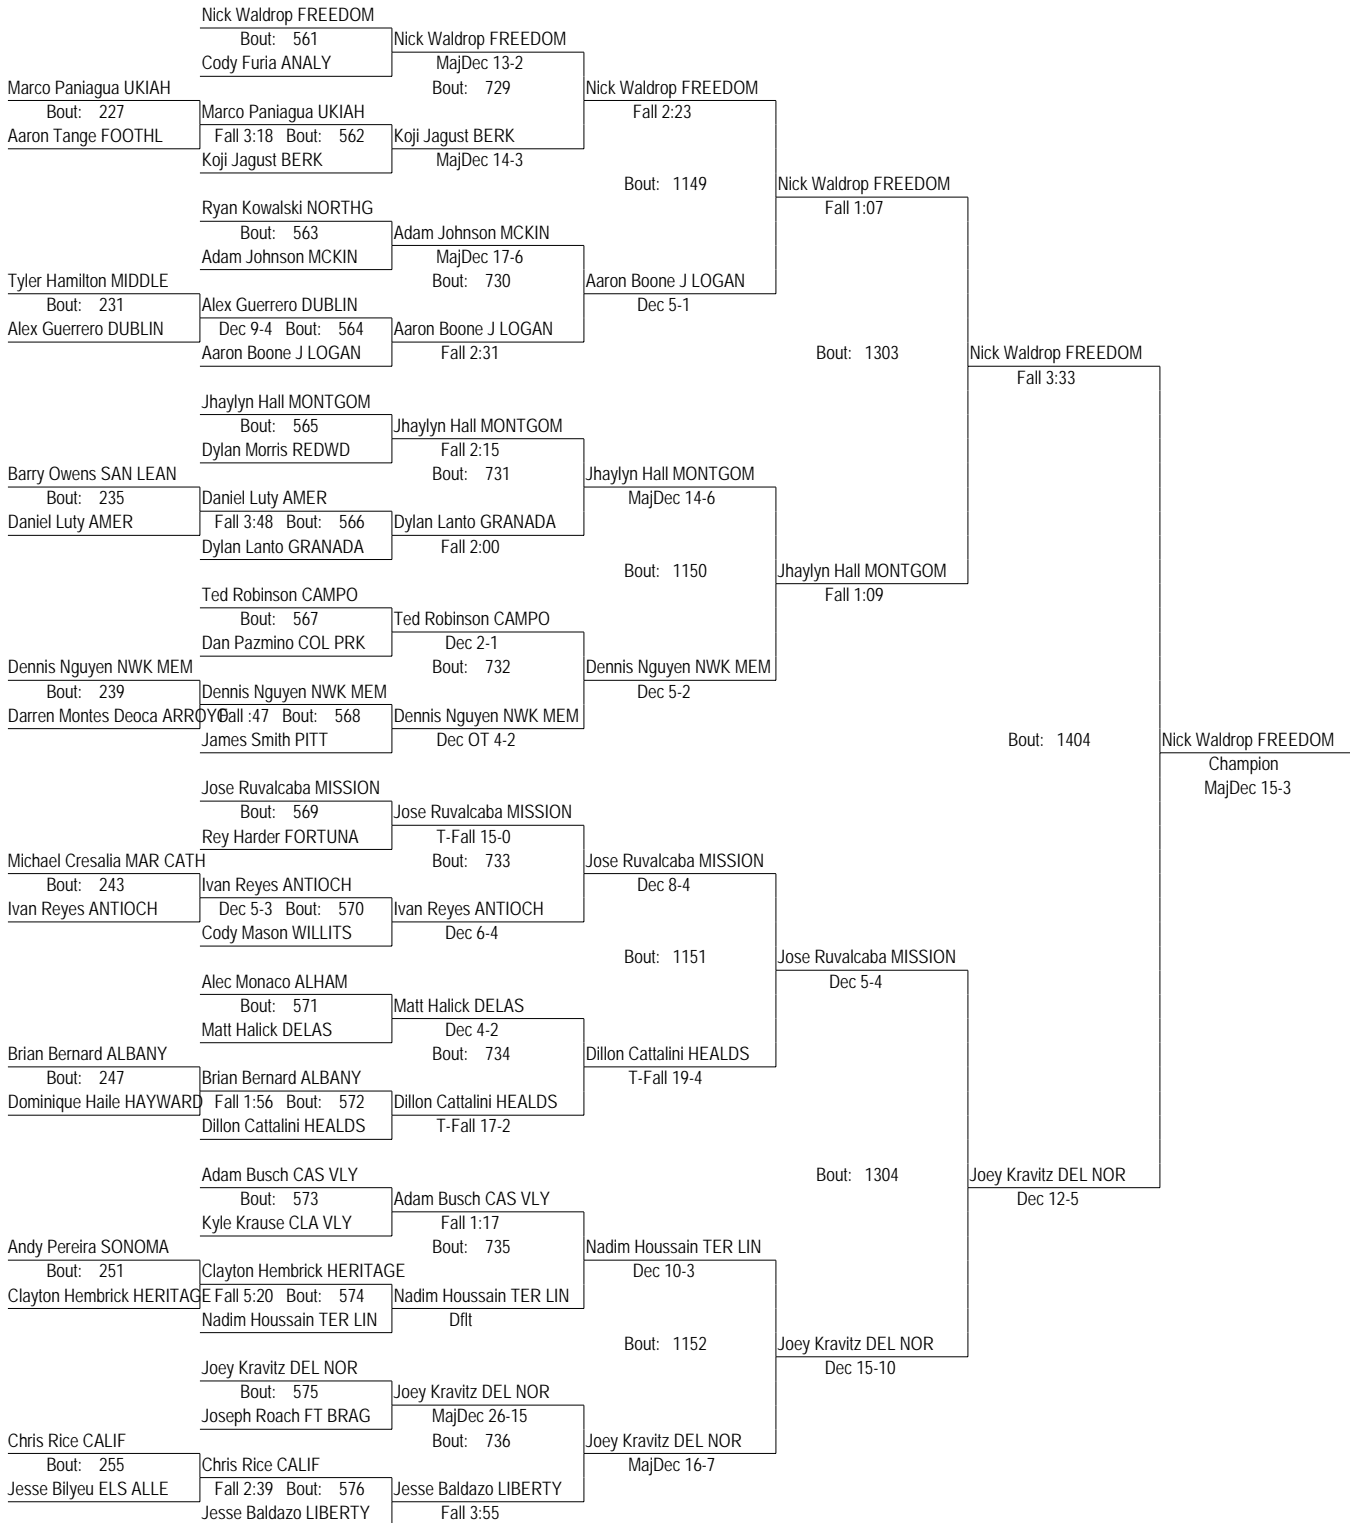 Nick Waldrop FREEDOM
Bout: 561
Nick Waldrop FREEDOM
Cody Furia ANALY
MajDec 13-2
Marco Paniagua UKIAH
Bout: 729
Nick Waldrop FREEDOM
Bout: 227
Marco Paniagua UKIAH
Fall 2:23
Aaron Tange FOOTHL
Fall 3:18 Bout: 562
Koji Jagust BERK
Koji Jagust BERK
MajDec 14-3
Bout: 1149
Nick Waldrop FREEDOM
Ryan Kowalski NORTHG
Fall 1:07
Bout: 563
Adam Johnson MCKIN
Adam Johnson MCKIN
MajDec 17-6
Tyler Hamilton MIDDLE
Bout: 730
Aaron Boone J LOGAN
Bout: 231
Alex Guerrero DUBLIN
Dec 5-1
Alex Guerrero DUBLIN
Dec 9-4 Bout: 564
Aaron Boone J LOGAN
Aaron Boone J LOGAN
Fall 2:31
Bout: 1303
Nick Waldrop FREEDOM
Fall 3:33
Jhaylyn Hall MONTGOM
Bout: 565
Jhaylyn Hall MONTGOM
Dylan Morris REDWD
Fall 2:15
Barry Owens SAN LEAN
Bout: 731
Jhaylyn Hall MONTGOM
Bout: 235
Daniel Luty AMER
MajDec 14-6
Daniel Luty AMER
Fall 3:48 Bout: 566
Dylan Lanto GRANADA
Dylan Lanto GRANADA
Fall 2:00
Bout: 1150
Jhaylyn Hall MONTGOM
Ted Robinson CAMPO
Fall 1:09
Bout: 567
Ted Robinson CAMPO
Dan Pazmino COL PRK
Dec 2-1
Dennis Nguyen NWK MEM
Bout: 732
Dennis Nguyen NWK MEM
Bout: 239
Dennis Nguyen NWK MEM
Dec 5-2
Darren Montes Deoca ARROYO
Fall :47 Bout: 568
Dennis Nguyen NWK MEM
James Smith PITT
Dec OT 4-2
Bout: 1404
Nick Waldrop FREEDOM
Champion
MajDec 15-3
Jose Ruvalcaba MISSION
Bout: 569
Jose Ruvalcaba MISSION
Rey Harder FORTUNA
T-Fall 15-0
Michael Cresalia MAR CATH
Bout: 733
Jose Ruvalcaba MISSION
Bout: 243
Ivan Reyes ANTIOCH
Dec 8-4
Ivan Reyes ANTIOCH
Dec 5-3 Bout: 570
Ivan Reyes ANTIOCH
Cody Mason WILLITS
Dec 6-4
Bout: 1151
Jose Ruvalcaba MISSION
Alec Monaco ALHAM
Dec 5-4
Bout: 571
Matt Halick DELAS
Matt Halick DELAS
Dec 4-2
Brian Bernard ALBANY
Bout: 734
Dillon Cattalini HEALDS
Bout: 247
Brian Bernard ALBANY
T-Fall 19-4
Dominique Haile HAYWARD
Fall 1:56 Bout: 572
Dillon Cattalini HEALDS
Dillon Cattalini HEALDS
T-Fall 17-2
Adam Busch CAS VLY
Bout: 1304
Joey Kravitz DEL NOR
Bout: 573
Adam Busch CAS VLY
Dec 12-5
Kyle Krause CLA VLY
Fall 1:17
Andy Pereira SONOMA
Bout: 735
Nadim Houssain TER LIN
Bout: 251
Clayton Hembrick HERITAGE
Dec 10-3
Clayton Hembrick HERITAGE
Fall 5:20 Bout: 574
Nadim Houssain TER LIN
Nadim Houssain TER LIN
Dflt
Bout: 1152
Joey Kravitz DEL NOR
Joey Kravitz DEL NOR
Dec 15-10
Bout: 575
Joey Kravitz DEL NOR
Joseph Roach FT BRAG
MajDec 26-15
Chris Rice CALIF
Bout: 736
Joey Kravitz DEL NOR
Bout: 255
Chris Rice CALIF
MajDec 16-7
Jesse Bilyeu ELS ALLE
Fall 2:39 Bout: 576
Jesse Baldazo LIBERTY
Jesse Baldazo LIBERTY
Fall 3:55